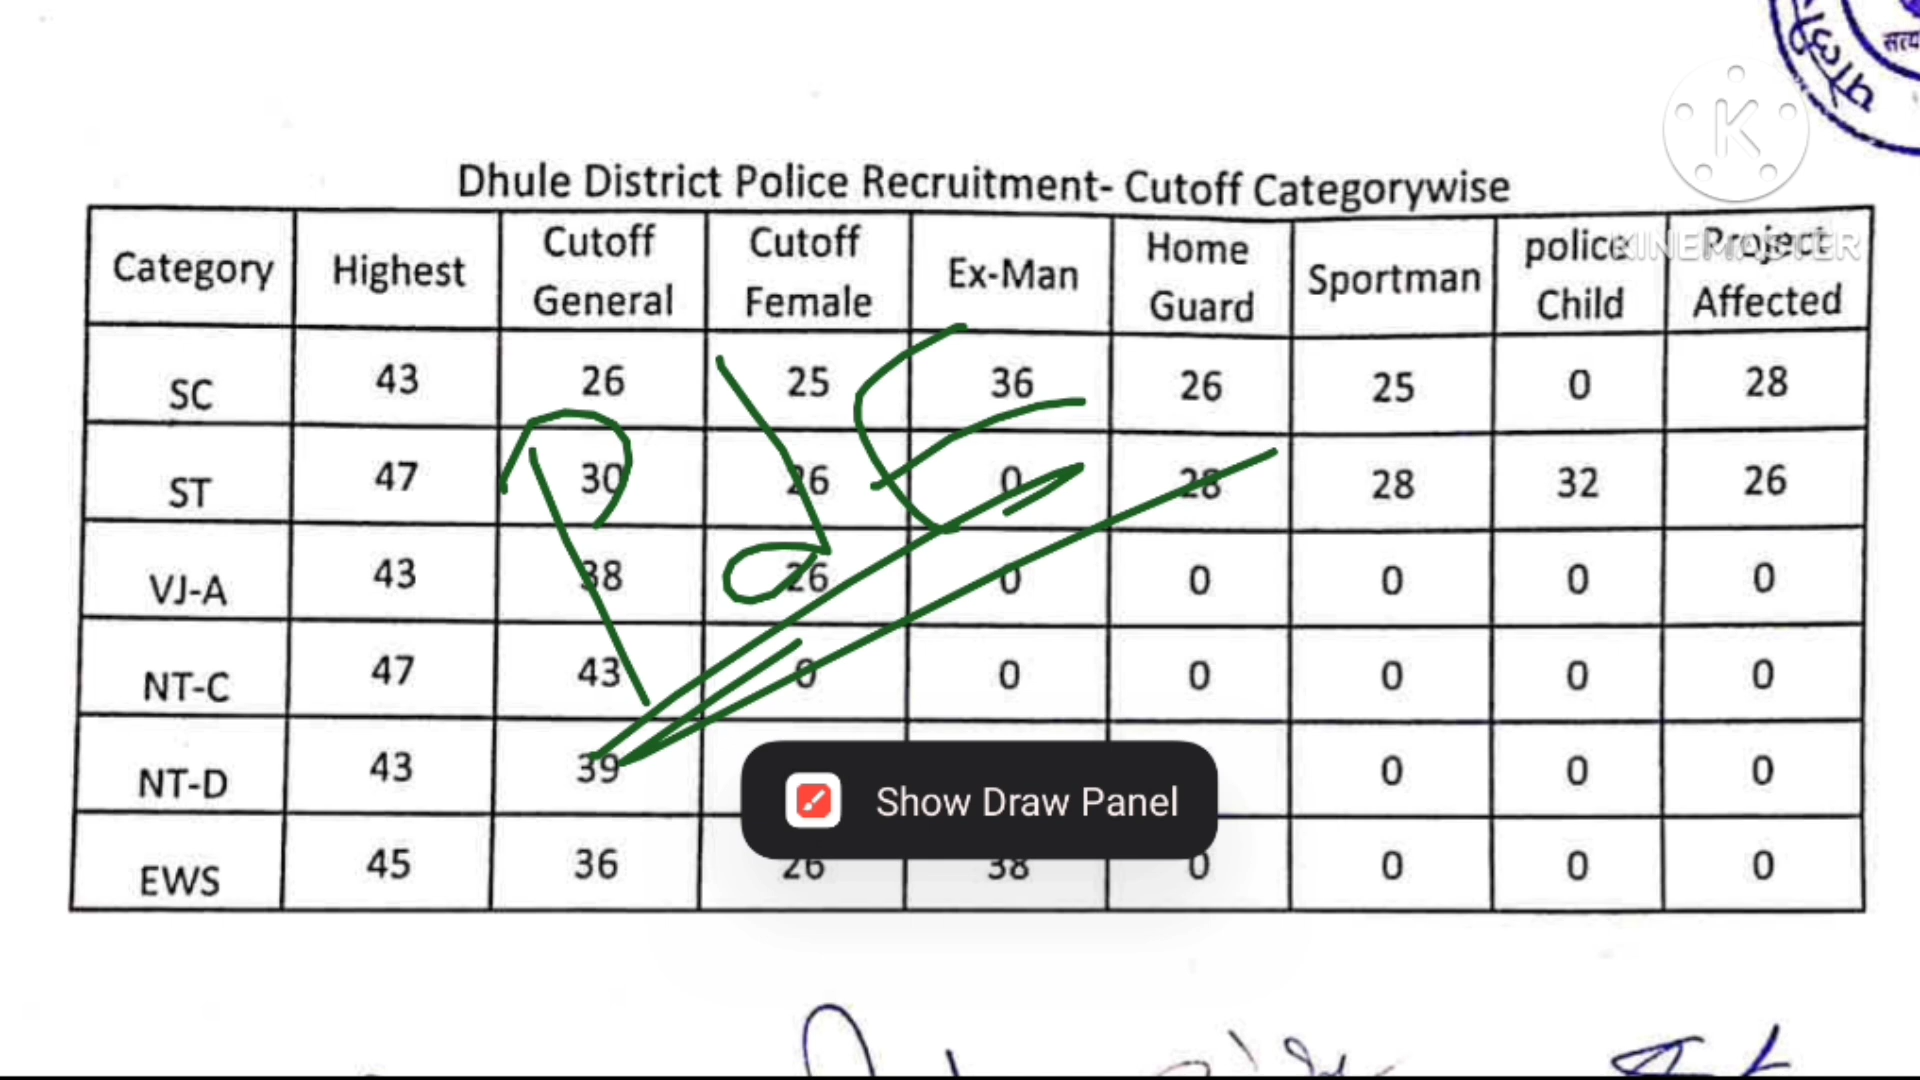 पोली
सत्य
K
KINEMASTER
Dhule District Police Recruitment- Cutoff Categorywise
Category Highest Cutoff General Cutoff Female Ex-Man Home Guard Sportman police Child Project Affected
SC 43 26 25 36 26 25 0 28
ST 47 30 26 0 28 28 32 26
VJ-A 43 38 26 0 0 0 0 0
NT-C 47 43 0 0 0 0 0 0
NT-D 43 39 0 0 0
Show Draw Panel
EWS 45 36 26 38 0 0 0 0